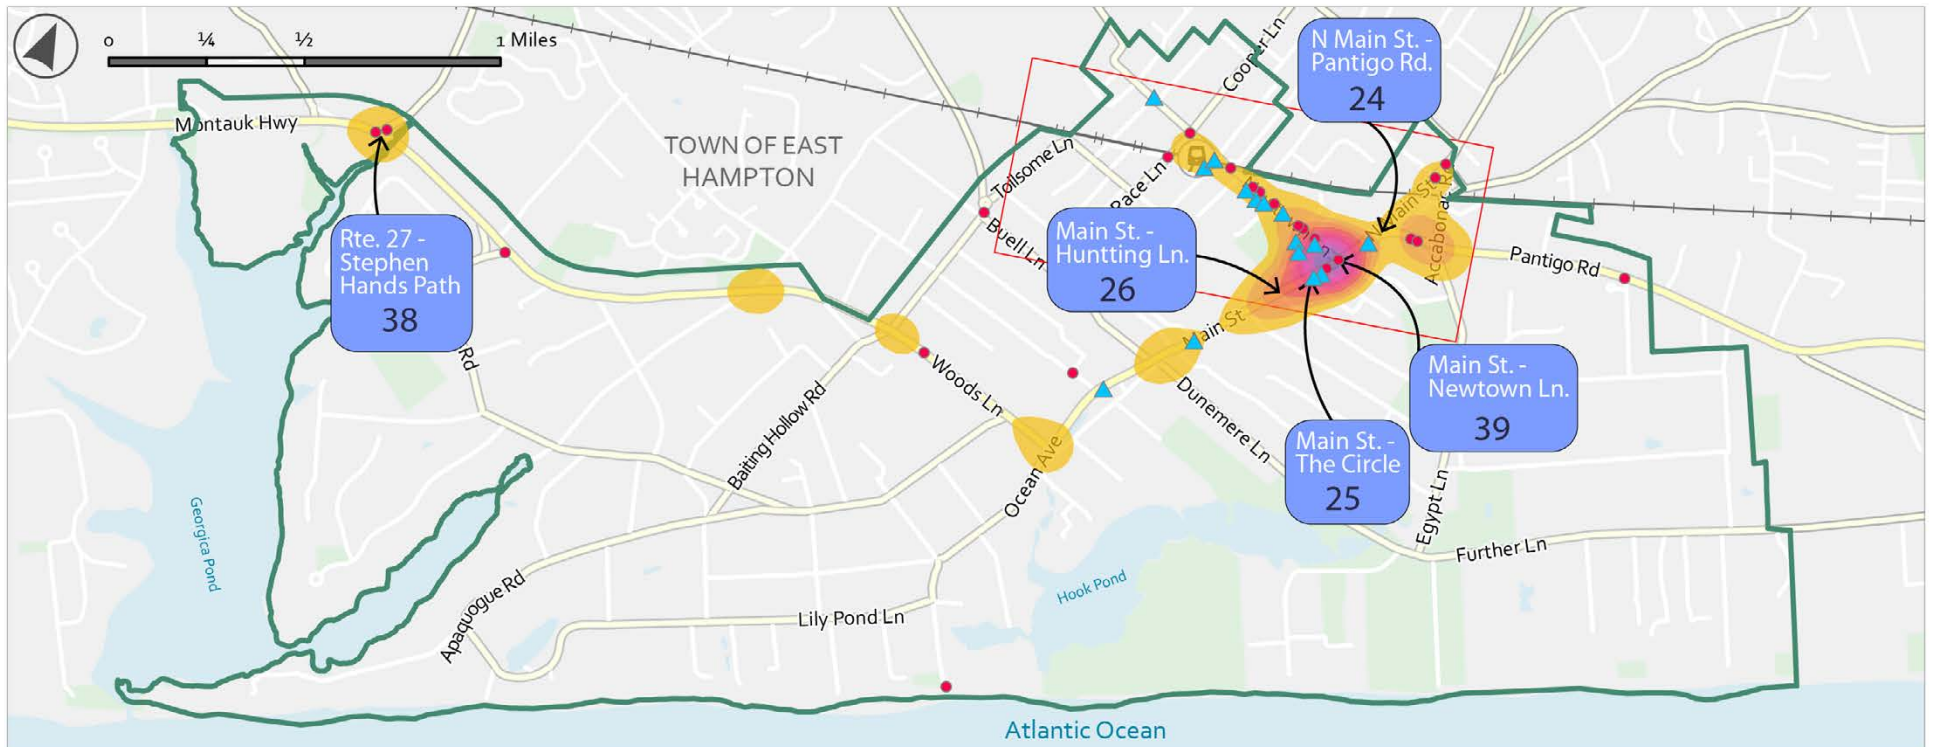 0 ¼ ½ 1 Miles
Montauk Hwy
TOWN OF EAST
HAMPTON
Cooper Ln
N Main St. -
Pantigo Rd.
24
Toilsome Ln
Race Ln
Buell Ln
Main St. -
Huntting Ln.
26
N Main St
Accabonac Rd
Pantigo Rd
Rte. 27 -
Stephen
Hands Path
38
Rd
Main St
Woods Ln
Dunemere Ln
Main St. -
Newtown Ln.
39
Main St. -
The Circle
25
Baiting Hollow Rd
Ocean Ave
Egypt Ln
Further Ln
Georgica Pond
Hook Pond
Apaquogue Rd
Lily Pond Ln
Atlantic Ocean